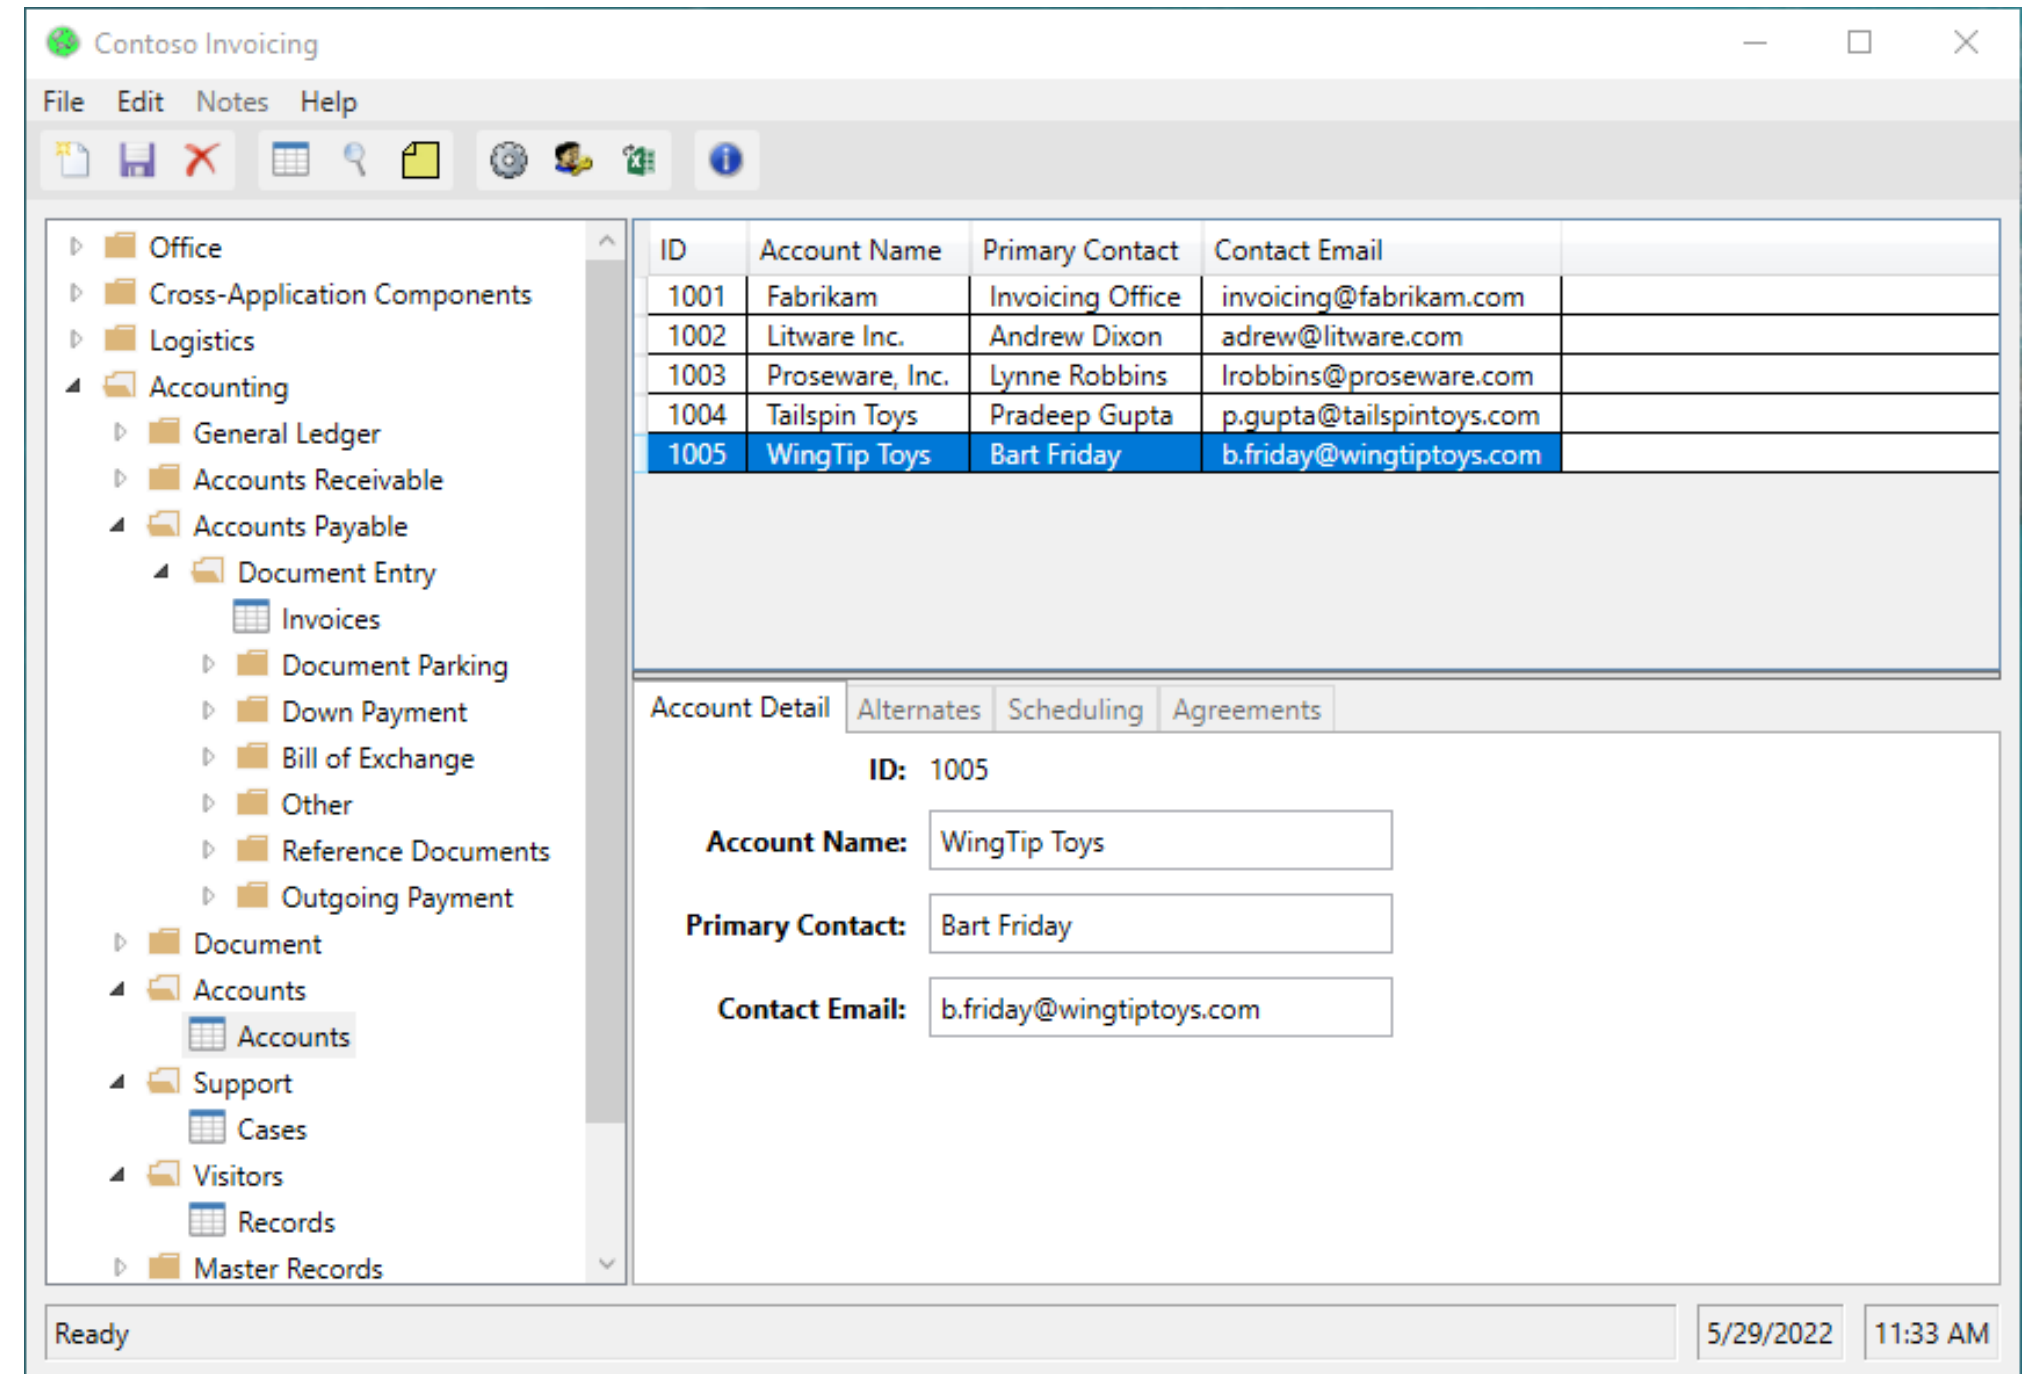 Contoso Invoicing
File Edit Notes Help
Office
Cross-Application Components
Logistics
Accounting
General Ledger
Accounts Receivable
Accounts Payable
Document Entry
Invoices
Document Parking
Down Payment
Bill of Exchange
Other
Reference Documents
Outgoing Payment
Document
Accounts
Accounts
Support
Cases
Visitors
Records
Master Records
ID Account Name Primary Contact Contact Email
1001 Fabrikam Invoicing Office invoicing@fabrikam.com
1002 Litware Inc. Andrew Dixon adrew@litware.com
1003 Proseware, Inc. Lynne Robbins lrobbins@proseware.com
1004 Tailspin Toys Pradeep Gupta p.gupta@tailspintoys.com
1005 WingTip Toys Bart Friday b.friday@wingtiptoys.com
Account Detail Alternates Scheduling Agreements
ID: 1005
Account Name: WingTip Toys
Primary Contact: Bart Friday
Contact Email: b.friday@wingtiptoys.com
Ready 5/29/2022 11:33 AM